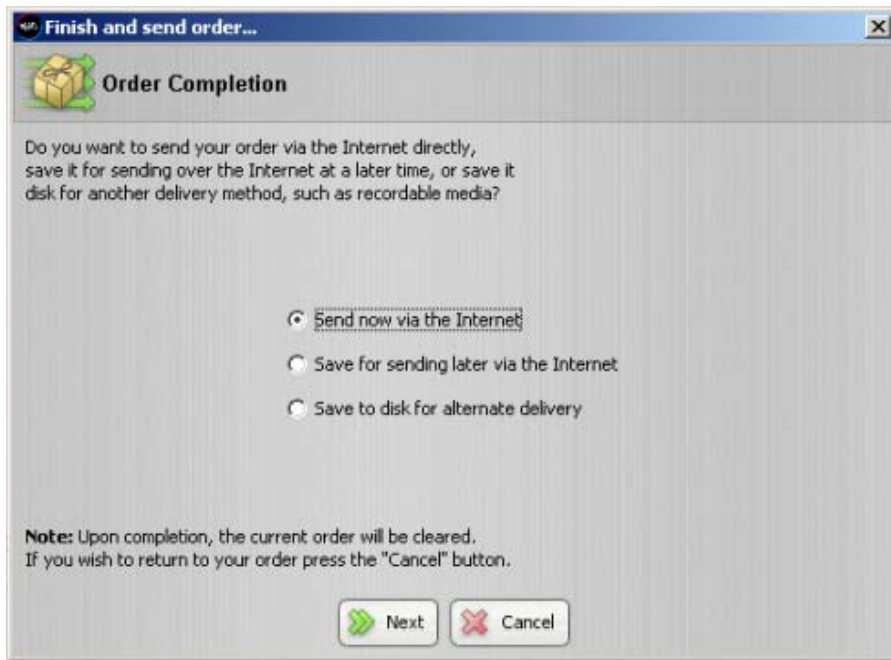 Finish and send order...
Order Completion
Do you want to send your order via the Internet directly,
save it for sending over the Internet at a later time, or save it
disk for another delivery method, such as recordable media?
Send now via the Internet
Save for sending later via the Internet
Save to disk for alternate delivery
Note: Upon completion, the current order will be cleared.
If you wish to return to your order press the "Cancel" button.
Next Cancel